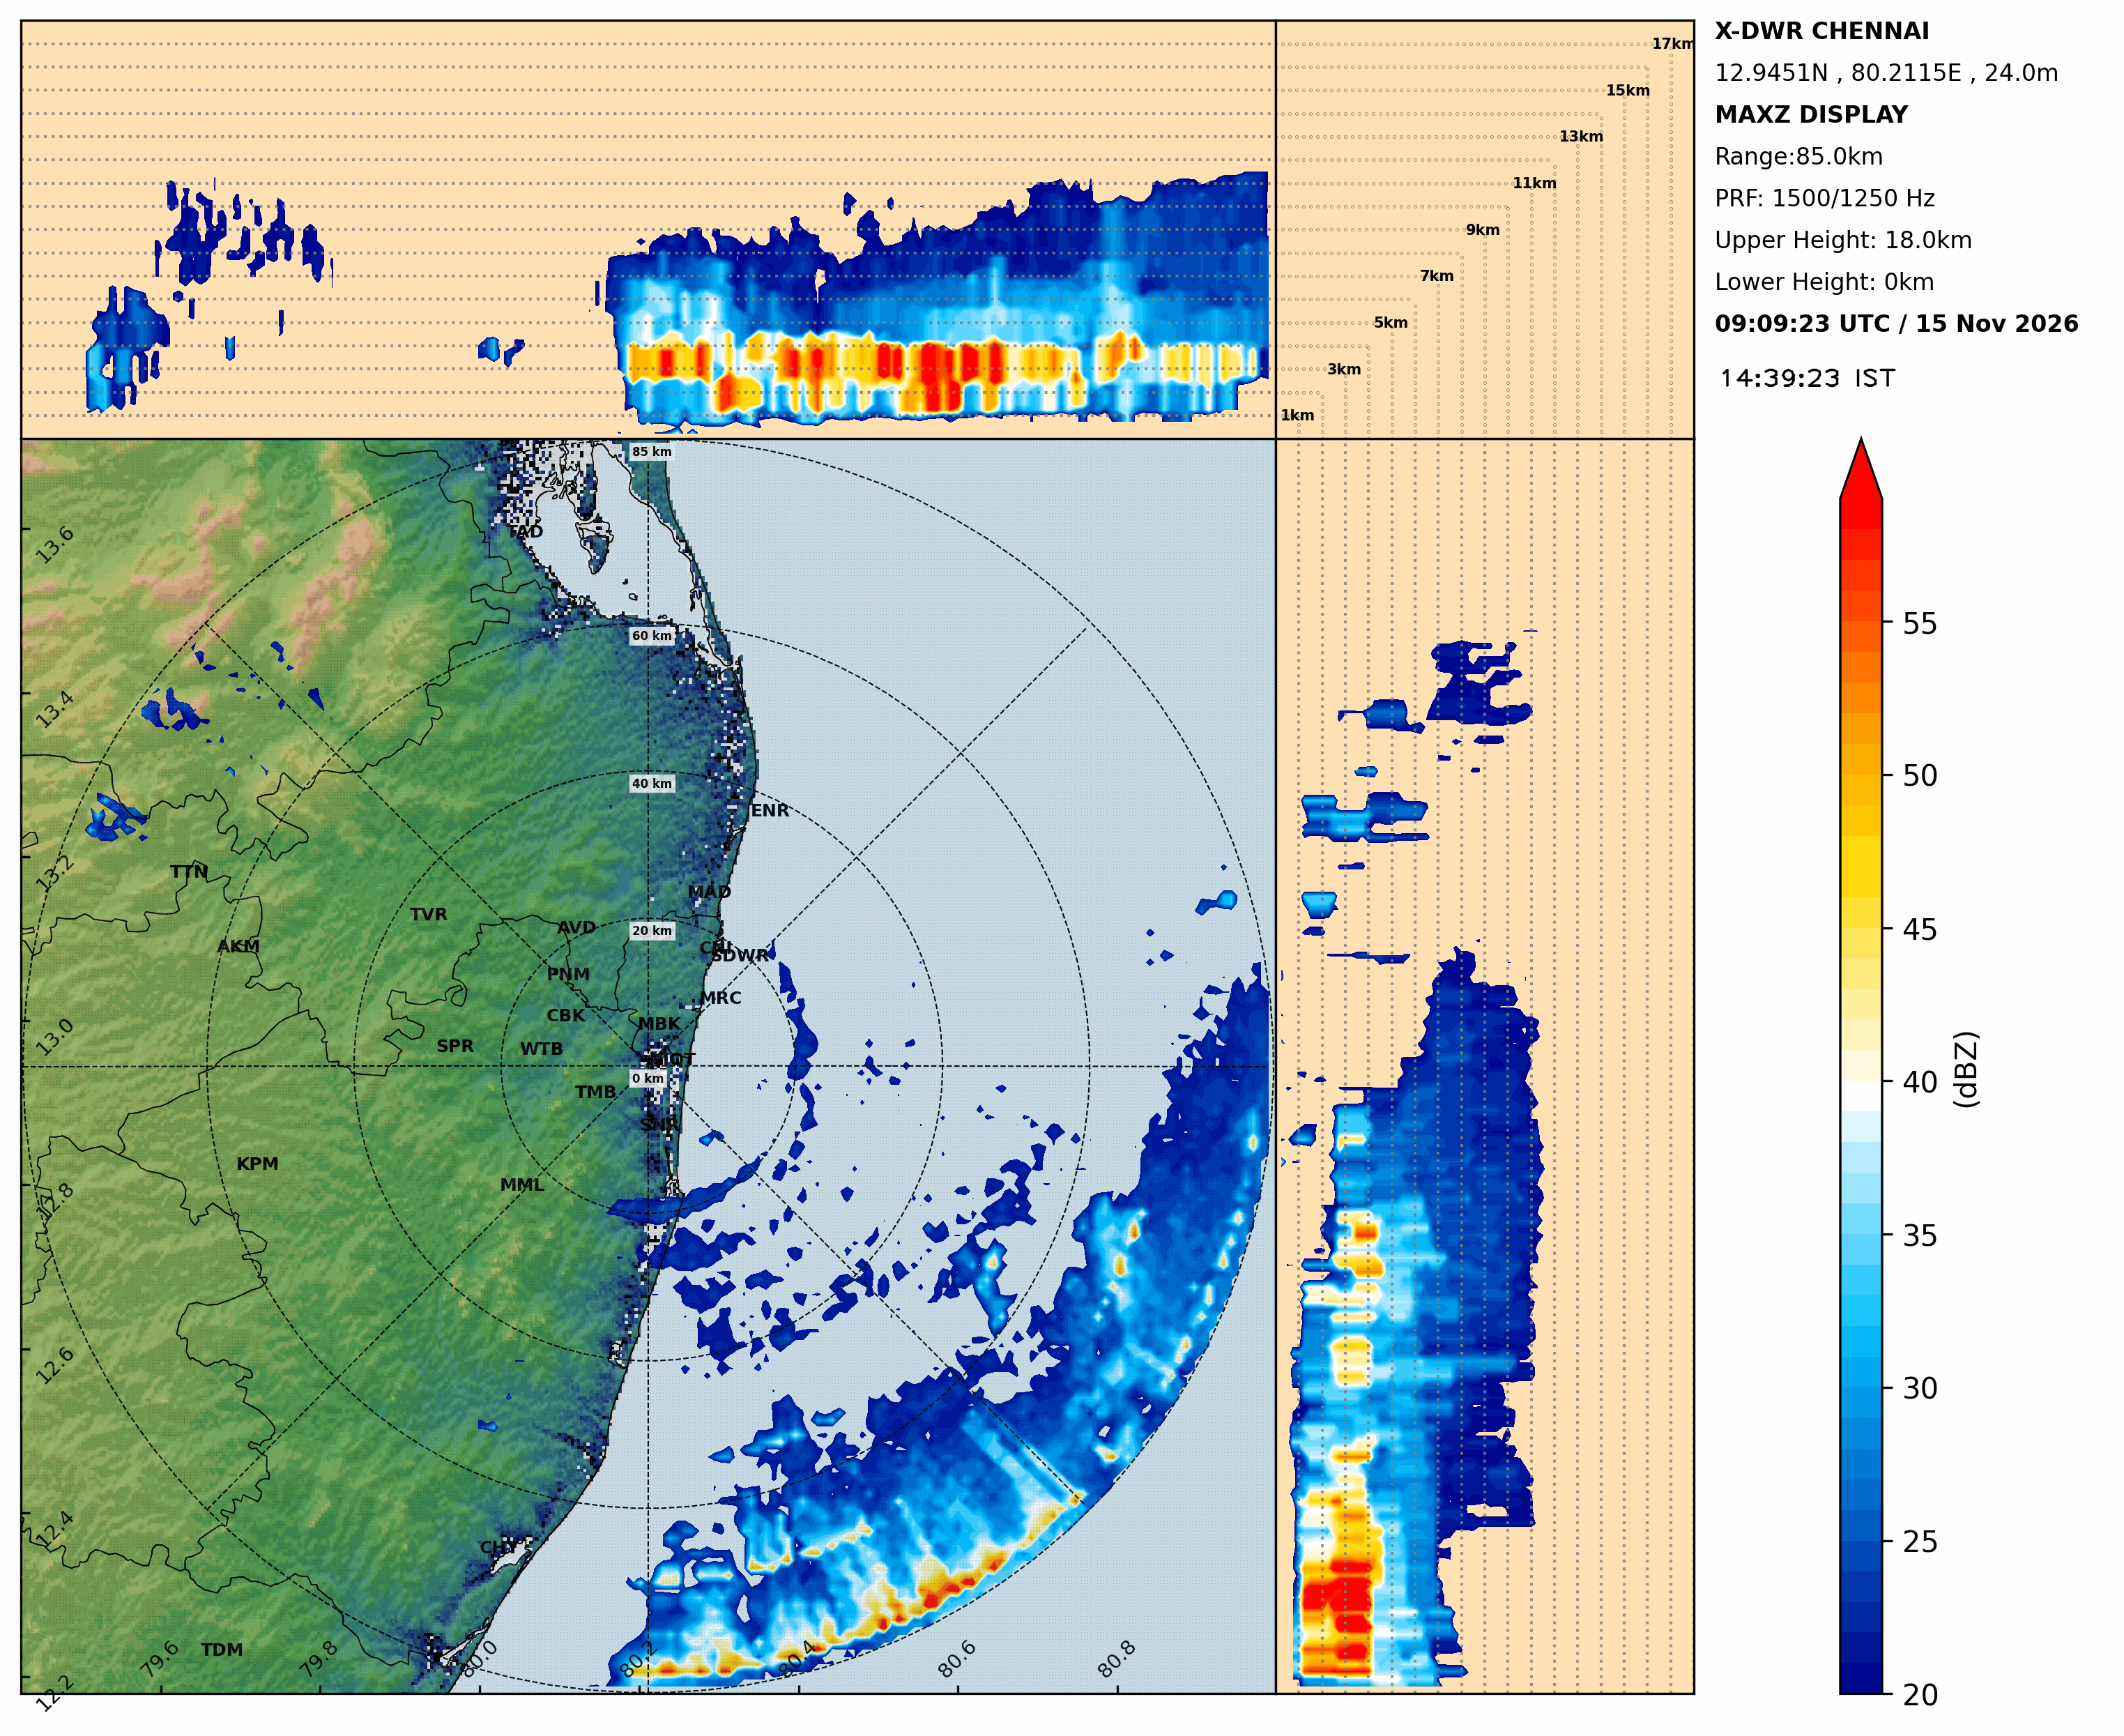 X-DWR CHENNAI
12.9451N , 80.2115E , 24.0m
MAXZ DISPLAY
Range:85.0km
PRF: 1500/1250 Hz
Upper Height: 18.0km
Lower Height: 0km
09:09:23 UTC / 15 Nov 2026
14:39:23 IST
17km
15km
13km
11km
9km
7km
5km
3km
1km
85 km
TAD
13.6
60 km
13.4
40 km
ENR
13.2
TTN
MAD
TVR
AVD
20 km
AKM
CNI
SDWR
PNM
MRC
CBK
MBK
13.0
SPR
WTB
0 km
TMB
SNR
KPM
MML
12.8
12.6
12.4
CHY
TDM
12.2
79.6
79.8
80.0
80.2
80.4
80.6
80.8
55
50
45
40
35
30
25
20
(dBZ)